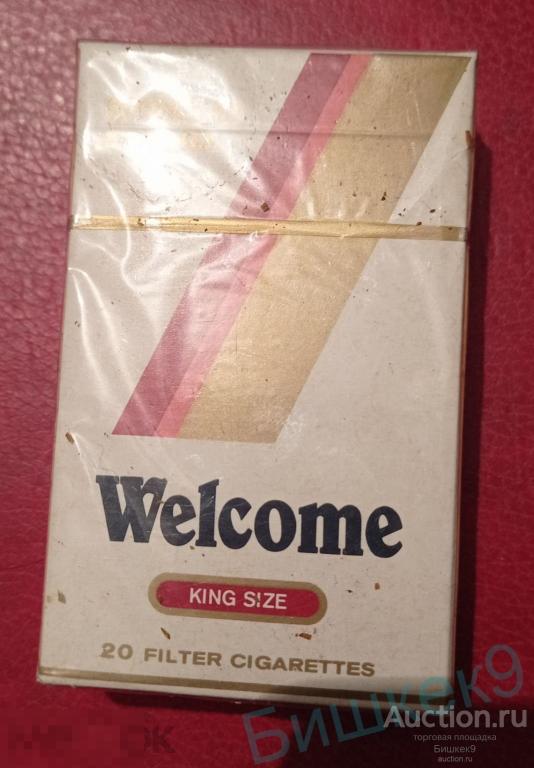 Welcome
KING SIZE
20 FILTER CIGARETTES
Бишкек9
Auction.ru
торговая площадка
Бишкек9
auction.ru